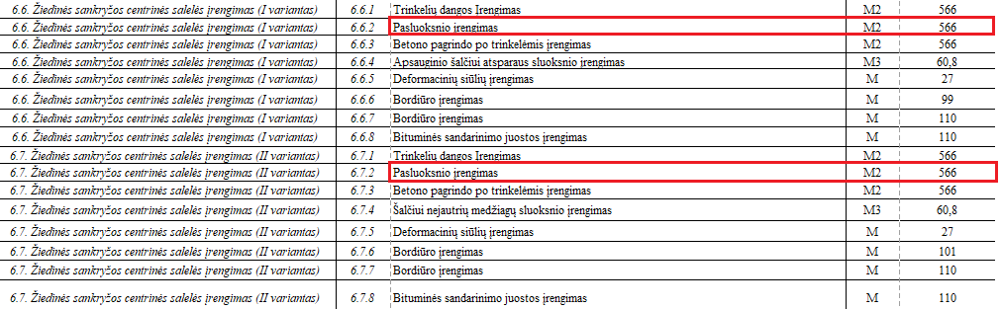 6.6. Žiedinės sankryžos centrinės salelės įrengimas (I variantas) 6.6.1 Trinkelių dangos Įrengimas M2 566
6.6. Žiedinės sankryžos centrinės salelės įrengimas (I variantas) 6.6.2 Pasluoksnio įrengimas M2 566
6.6. Žiedinės sankryžos centrinės salelės įrengimas (I variantas) 6.6.3 Betono pagrindo po trinkelėmis įrengimas M2 566
6.6. Žiedinės sankryžos centrinės salelės įrengimas (I variantas) 6.6.4 Apsauginio šalčiui atsparaus sluoksnio įrengimas M3 60,8
6.6. Žiedinės sankryžos centrinės salelės įrengimas (I variantas) 6.6.5 Deformacinių siūlių įrengimas M 27
6.6. Žiedinės sankryžos centrinės salelės įrengimas (I variantas) 6.6.6 Bordiūro įrengimas M 99
6.6. Žiedinės sankryžos centrinės salelės įrengimas (I variantas) 6.6.7 Bordiūro įrengimas M 110
6.6. Žiedinės sankryžos centrinės salelės įrengimas (I variantas) 6.6.8 Bituminės sandarinimo juostos įrengimas M 110
6.7. Žiedinės sankryžos centrinės salelės įrengimas (II variantas) 6.7.1 Trinkelių dangos Įrengimas M2 566
6.7. Žiedinės sankryžos centrinės salelės įrengimas (II variantas) 6.7.2 Pasluoksnio įrengimas M2 566
6.7. Žiedinės sankryžos centrinės salelės įrengimas (II variantas) 6.7.3 Betono pagrindo po trinkelėmis įrengimas M2 566
6.7. Žiedinės sankryžos centrinės salelės įrengimas (II variantas) 6.7.4 Šalčiui nejautrių medžiagų sluoksnio įrengimas M3 60,8
6.7. Žiedinės sankryžos centrinės salelės įrengimas (II variantas) 6.7.5 Deformacinių siūlių įrengimas M 27
6.7. Žiedinės sankryžos centrinės salelės įrengimas (II variantas) 6.7.6 Bordiūro įrengimas M 101
6.7. Žiedinės sankryžos centrinės salelės įrengimas (II variantas) 6.7.7 Bordiūro įrengimas M 110
6.7. Žiedinės sankryžos centrinės salelės įrengimas (II variantas) 6.7.8 Bituminės sandarinimo juostos įrengimas M 110